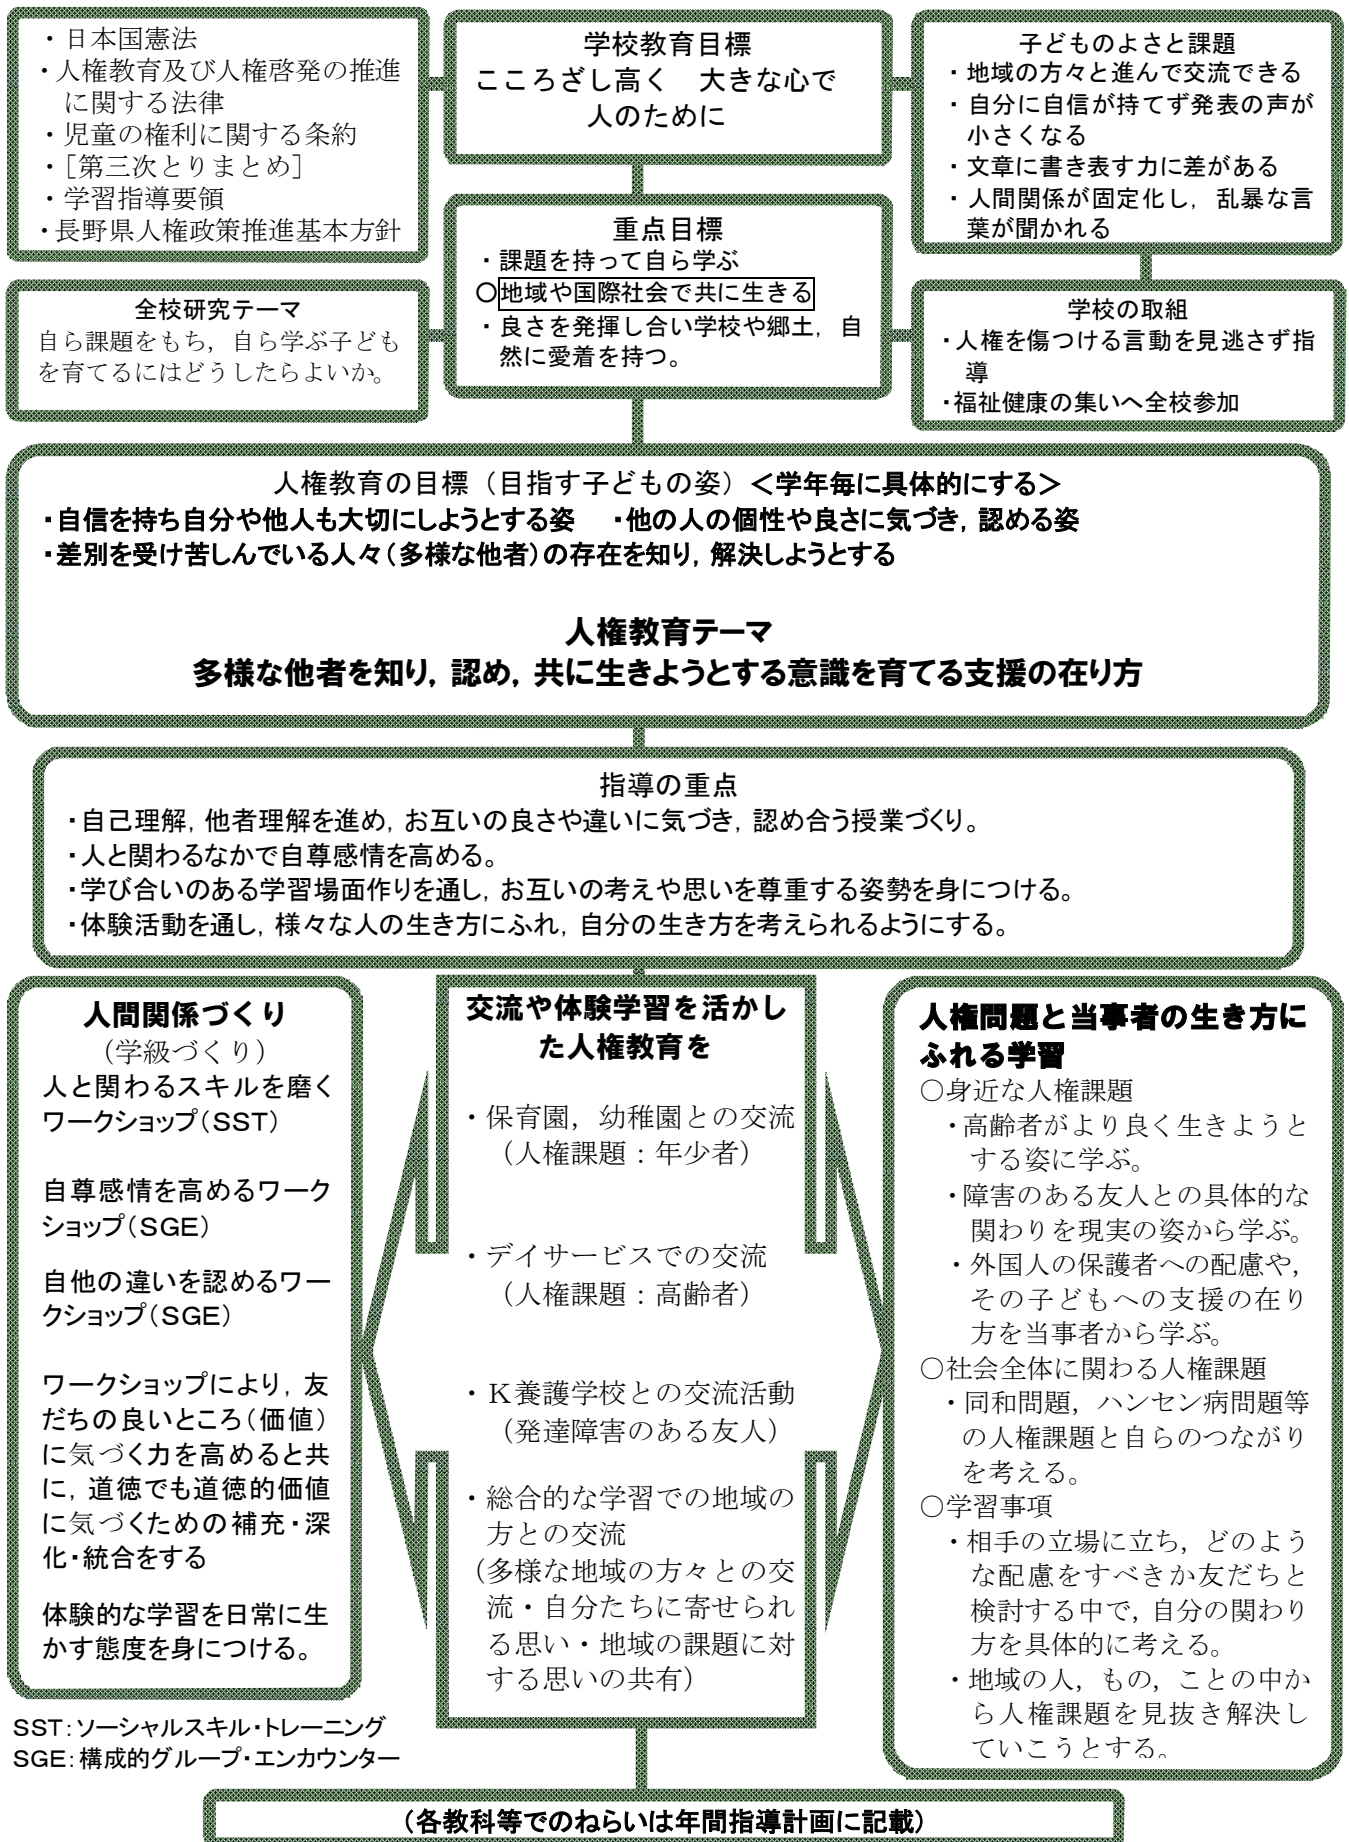 ・日本国憲法
・人権教育及び人権啓発の推進
に関する法律
・児童の権利に関する条約
・［第三次とりまとめ］
・学習指導要領
・長野県人権政策推進基本方針
学校教育目標
こころざし高く　大きな心で
人のために
子どものよさと課題
・地域の方々と進んで交流できる
・自分に自信が持てず発表の声が
小さくなる
・文章に書き表す力に差がある
・人間関係が固定化し，乱暴な言
葉が聞かれる
重点目標
・課題を持って自ら学ぶ
○地域や国際社会で共に生きる
・良さを発揮し合い学校や郷土，自
然に愛着を持つ。
全校研究テーマ
自ら課題をもち，自ら学ぶ子ども
を育てるにはどうしたらよいか。
学校の取組
・人権を傷つける言動を見逃さず指
導
・福祉健康の集いへ全校参加
人権教育の目標（目指す子どもの姿）＜学年毎に具体的にする＞
・自信を持ち自分や他人も大切にしようとする姿　・他の人の個性や良さに気づき，認める姿
・差別を受け苦しんでいる人々（多様な他者）の存在を知り，解決しようとする
人権教育テーマ
多様な他者を知り，認め，共に生きようとする意識を育てる支援の在り方
指導の重点
・自己理解，他者理解を進め，お互いの良さや違いに気づき，認め合う授業づくり。
・人と関わるなかで自尊感情を高める。
・学び合いのある学習場面作りを通し，お互いの考えや思いを尊重する姿勢を身につける。
・体験活動を通し，様々な人の生き方にふれ，自分の生き方を考えられるようにする。
人間関係づくり
（学級づくり）
人と関わるスキルを磨く
ワークショップ（SST）
自尊感情を高めるワーク
ショップ（SGE）
自他の違いを認めるワー
クショップ（SGE）
ワークショップにより，友
だちの良いところ（価値）
に気づく力を高めると共
に，道徳でも道徳的価値
に気づくための補充・深
化・統合をする
体験的な学習を日常に生
かす態度を身につける。
SST：ソーシャルスキル・トレーニング
SGE：構成的グループ・エンカウンター
交流や体験学習を活かし
た人権教育を
・保育園，幼稚園との交流
（人権課題：年少者）
・デイサービスでの交流
（人権課題：高齢者）
・Ｋ養護学校との交流活動
（発達障害のある友人）
・総合的な学習での地域の
方との交流
（多様な地域の方々との交
流・自分たちに寄せられ
る思い・地域の課題に対
する思いの共有）
人権問題と当事者の生き方に
ふれる学習
○身近な人権課題
・高齢者がより良く生きようと
する姿に学ぶ。
・障害のある友人との具体的な
関わりを現実の姿から学ぶ。
・外国人の保護者への配慮や，
その子どもへの支援の在り
方を当事者から学ぶ。
○社会全体に関わる人権課題
・同和問題，ハンセン病問題等
の人権課題と自らのつながり
を考える。
○学習事項
・相手の立場に立ち，どのよう
な配慮をすべきか友だちと
検討する中で，自分の関わり
方を具体的に考える。
・地域の人，もの，ことの中か
ら人権課題を見抜き解決し
ていこうとする。
（各教科等でのねらいは年間指導計画に記載）